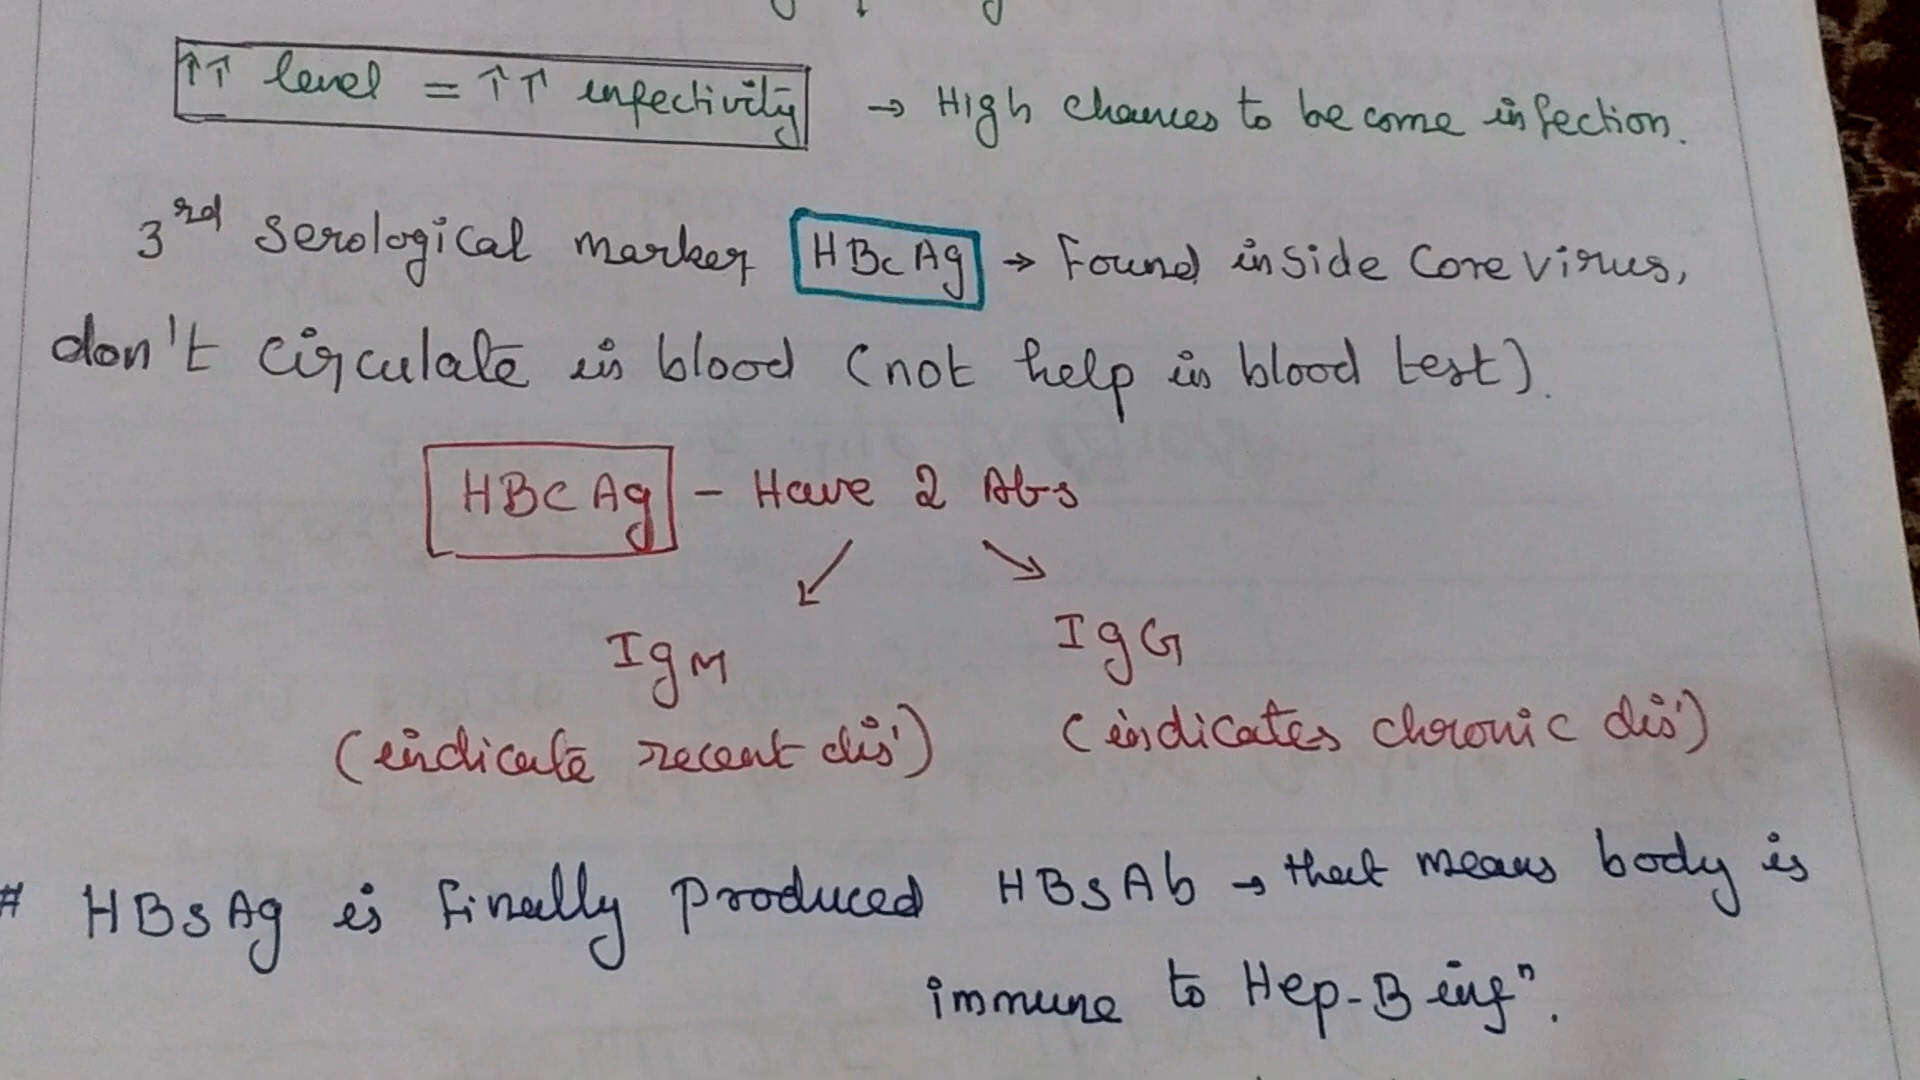 ↑↑ level = ↑↑ infectivity → High chances to become infection.
3rd Serological marker HBcAg → Found inside Core virus,
don't circulate in blood (not help in blood test).
HBcAg - Have 2 Abs
IgM IgG
(indicate recent dis') (indicates chronic dis')
# HBsAg is finally produced HBsAb → that means body is
immune to Hep-B infn.